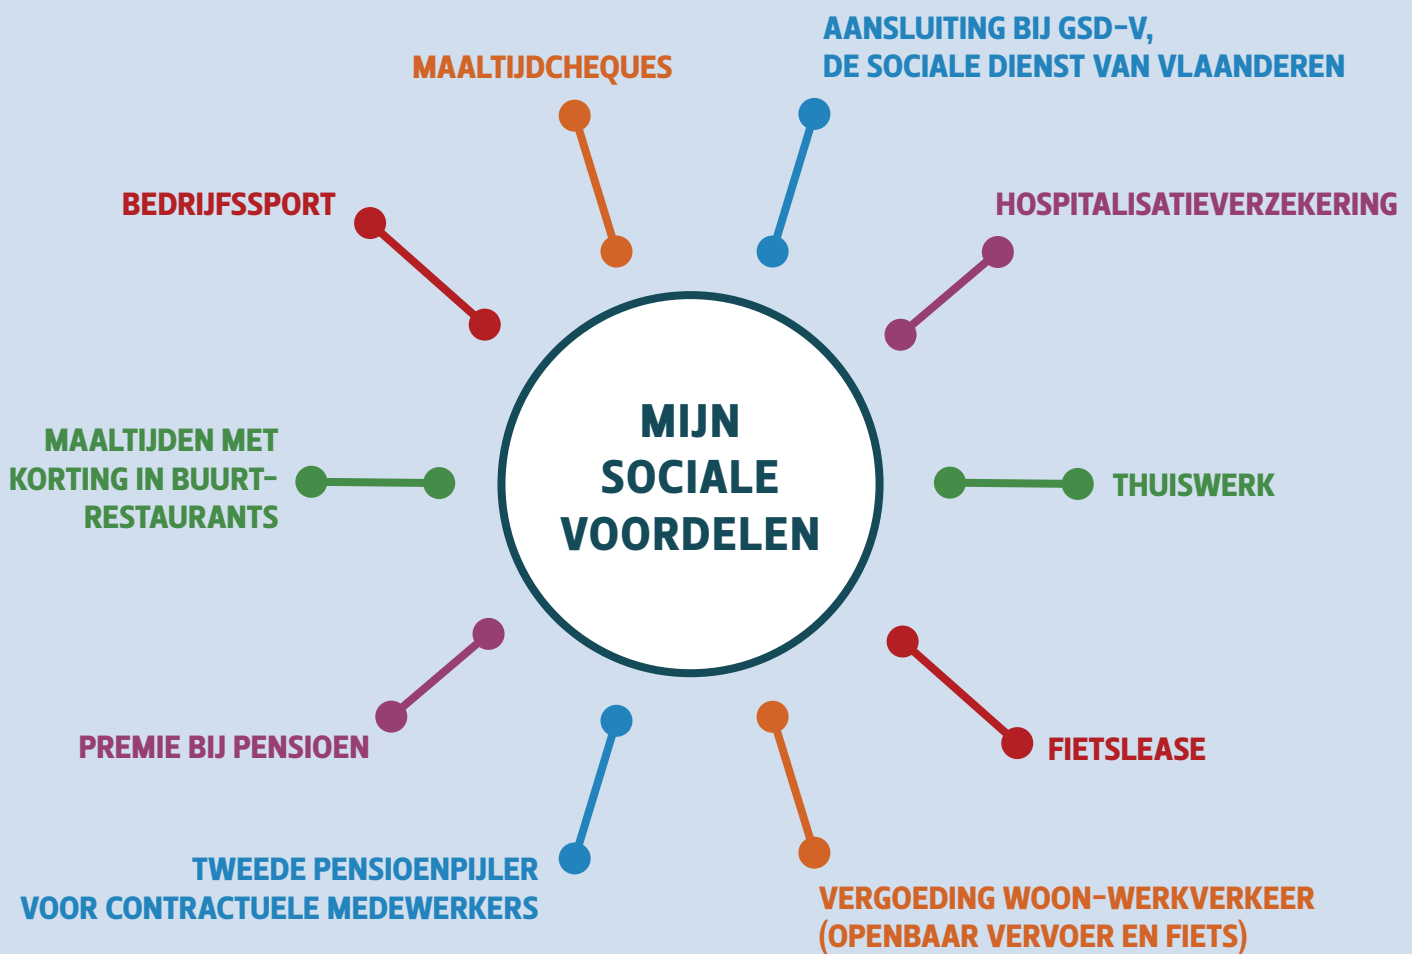 AANSLUITING BIJ GSD-V,
DE SOCIALE DIENST VAN VLAANDEREN
MAALTIJDCHEQUES
BEDRIJFSSPORT
HOSPITALISATIEVERZEKERING
MIJN
SOCIALE
VOORDELEN
MAALTIJDEN MET
KORTING IN BUURT-
RESTAURANTS
THUISWERK
PREMIE BIJ PENSIOEN
FIETSLEASE
TWEEDE PENSIOENPIJLER
VOOR CONTRACTUELE MEDEWERKERS
VERGOEDING WOON-WERKVERKEER
(OPENBAAR VERVOER EN FIETS)